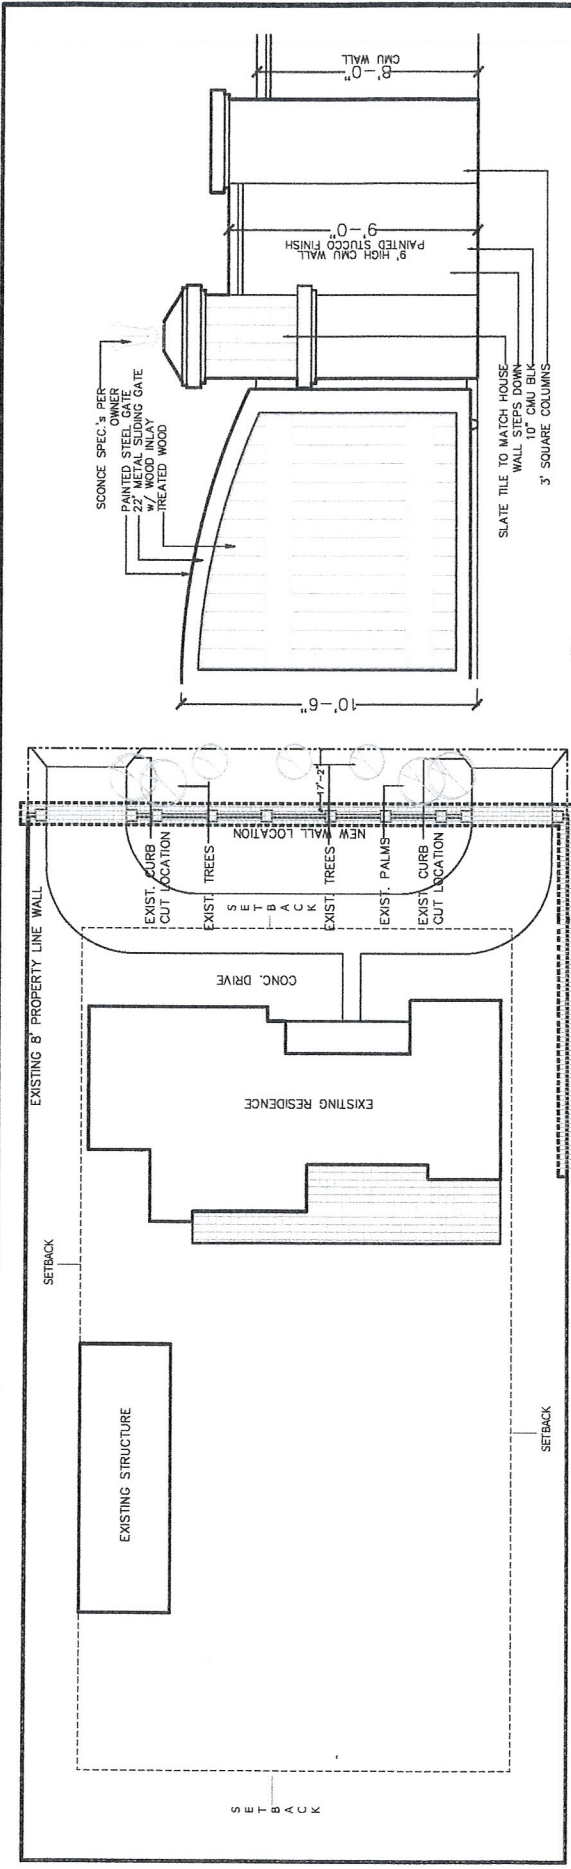 8'-0"
CMU WALL
9'-0"
9' HIGH CMU WALL
PAINTED STUCCO FINISH
SCONCE SPEC.'s PER
OWNER
PAINTED STEEL GATE
22' METAL SLIDING GATE
w/ WOOD INLAY
TREATED WOOD
SLATE TILE TO MATCH HOUSE
WALL STEPS DOWN
10" CMU BLK
3' SQUARE COLUMNS
10'-6"
EXISTING 8' PROPERTY LINE WALL
EXIST. CURB
CUT LOCATION
EXIST. TREES
NEW WALL LOCATION
17'-2"
EXIST. TREES
EXIST. PALMS
EXIST. CURB
CUT LOCATION
SETBACK
CONC. DRIVE
EXISTING RESIDENCE
SETBACK
EXISTING STRUCTURE
SETBACK
SETBACK